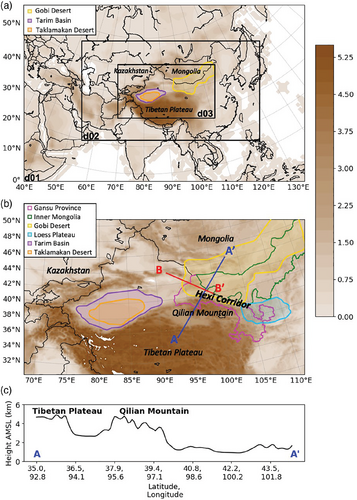 (a)
Gobi Desert
Tarim Basin
Taklamakan Desert
50°N
40°N
30°N
20°N
10°N
0°
Kazakhstan
Mongolia
Tibetan Plateau
d03
d02
d01
40°E 50°E 60°E 70°E 80°E 90°E 100°E 110°E 120°E 130°E
(b)
Gansu Province
Inner Mongolia
Gobi Desert
Loess Plateau
Tarim Basin
Taklamakan Desert
50°N
48°N
46°N
44°N
42°N
40°N
38°N
36°N
34°N
32°N
Mongolia
A'
Kazakhstan
B
B'
Hexi Corridor
Qilian Mountain
Tibetan Plateau
A
70°E 75°E 80°E 85°E 90°E 95°E 100°E 105°E 110°E
5.25
4.50
3.75
3.00
2.25
1.50
0.75
0.00
(c)
Height AMSL (km)
6
4
2
0
Tibetan Plateau Qilian Mountain
A
A'
35.0, 36.5, 37.9, 39.4, 40.8, 42.2, 43.5,
92.8 94.1 95.6 97.1 98.6 100.2 101.8
Latitude,
Longitude